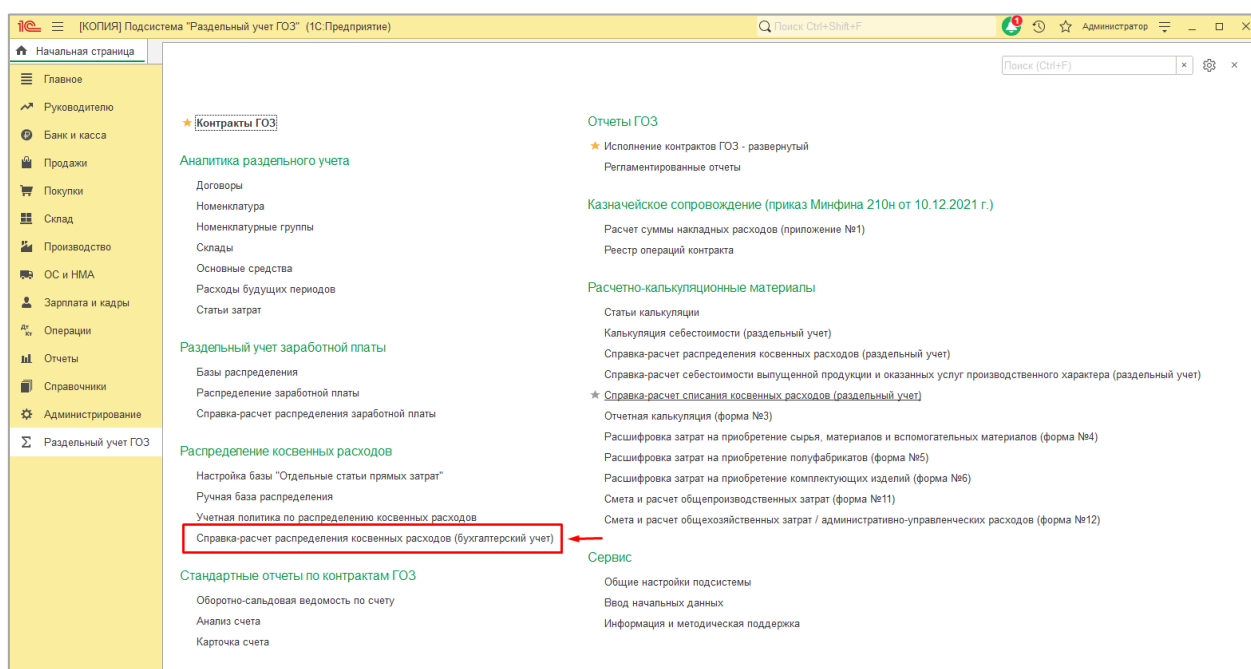 1С [КОПИЯ] Подсистема "Раздельный учет ГОЗ" (1С:Предприятие) Поиск Ctrl+Shift+F 9 Администратор
Начальная страница
Поиск (Ctrl+F)
Главное
Руководителю
Банк и касса
Продажи
Покупки
Склад
Производство
ОС и НМА
Зарплата и кадры
Дт Кт Операции
Отчеты
Справочники
Администрирование
Раздельный учет ГОЗ
Контракты ГОЗ
Аналитика раздельного учета
Договоры
Номенклатура
Номенклатурные группы
Склады
Основные средства
Расходы будущих периодов
Статьи затрат
Раздельный учет заработной платы
Базы распределения
Распределение заработной платы
Справка-расчет распределения заработной платы
Распределение косвенных расходов
Настройка базы "Отдельные статьи прямых затрат"
Ручная база распределения
Учетная политика по распределению косвенных расходов
Справка-расчет распределения косвенных расходов (бухгалтерский учет)
Стандартные отчеты по контрактам ГОЗ
Оборотно-сальдовая ведомость по счету
Анализ счета
Карточка счета
Отчеты ГОЗ
Исполнение контрактов ГОЗ - развернутый
Регламентированные отчеты
Казначейское сопровождение (приказ Минфина 210н от 10.12.2021 г.)
Расчет суммы накладных расходов (приложение №1)
Реестр операций контракта
Расчетно-калькуляционные материалы
Статьи калькуляции
Калькуляция себестоимости (раздельный учет)
Справка-расчет распределения косвенных расходов (раздельный учет)
Справка-расчет себестоимости выпущенной продукции и оказанных услуг производственного характера (раздельный учет)
Справка-расчет списания косвенных расходов (раздельный учет)
Отчетная калькуляция (форма №3)
Расшифровка затрат на приобретение сырья, материалов и вспомогательных материалов (форма №4)
Расшифровка затрат на приобретение полуфабрикатов (форма №5)
Расшифровка затрат на приобретение комплектующих изделий (форма №6)
Смета и расчет общепроизводственных затрат (форма №11)
Смета и расчет общехозяйственных затрат / административно-управленческих расходов (форма №12)
Сервис
Общие настройки подсистемы
Ввод начальных данных
Информация и методическая поддержка